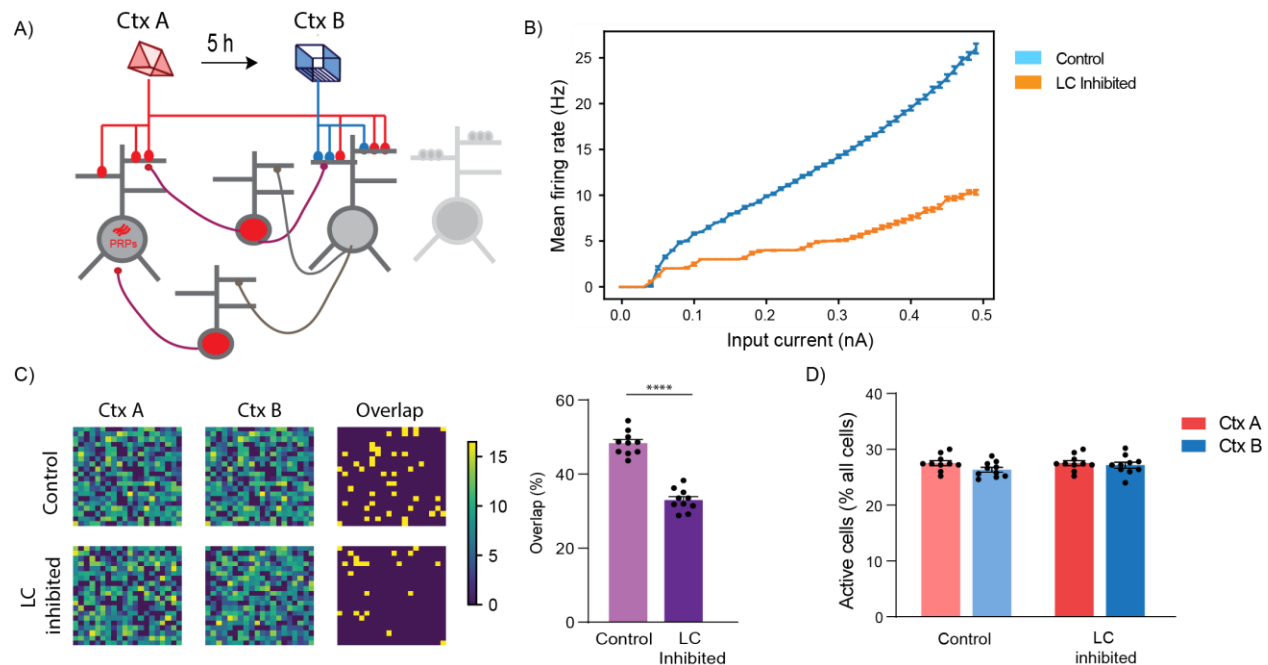 A)
Ctx A
5 h
Ctx B
PRPs
B)
Mean firing rate (Hz)
25
20
15
10
5
0
0.0 0.1 0.2 0.3 0.4 0.5
Input current (nA)
Control
LC Inhibited
C)
Ctx A Ctx B Overlap
Control
LC
inhibited
15
10
5
0
Overlap (%)
60
40
20
0
****
Control LC
Inhibited
D)
Active cells (% all cells)
40
30
20
10
0
Control LC
inhibited
Ctx A
Ctx B